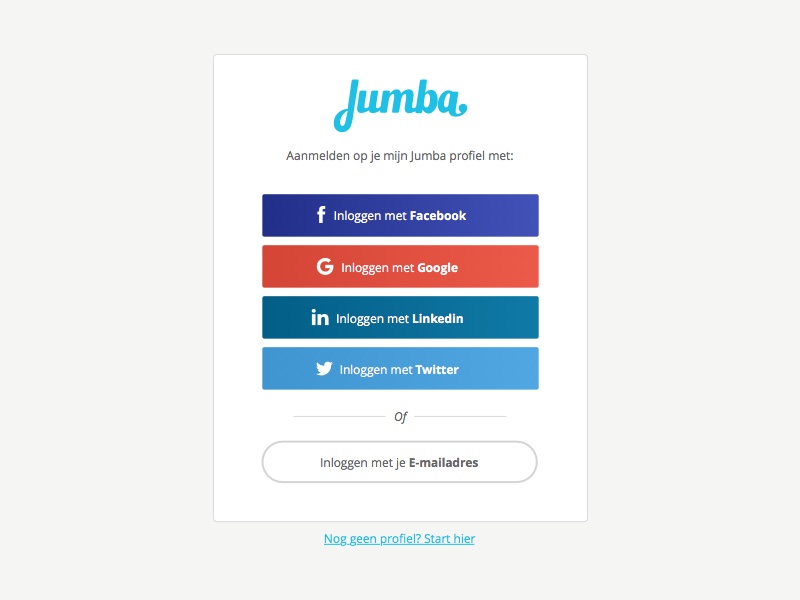 Jumba
Aanmelden op je mijn Jumba profiel met:
Inloggen met Facebook
Inloggen met Google
Inloggen met Linkedin
Inloggen met Twitter
Of
Inloggen met je E-mailadres
Nog geen profiel? Start hier